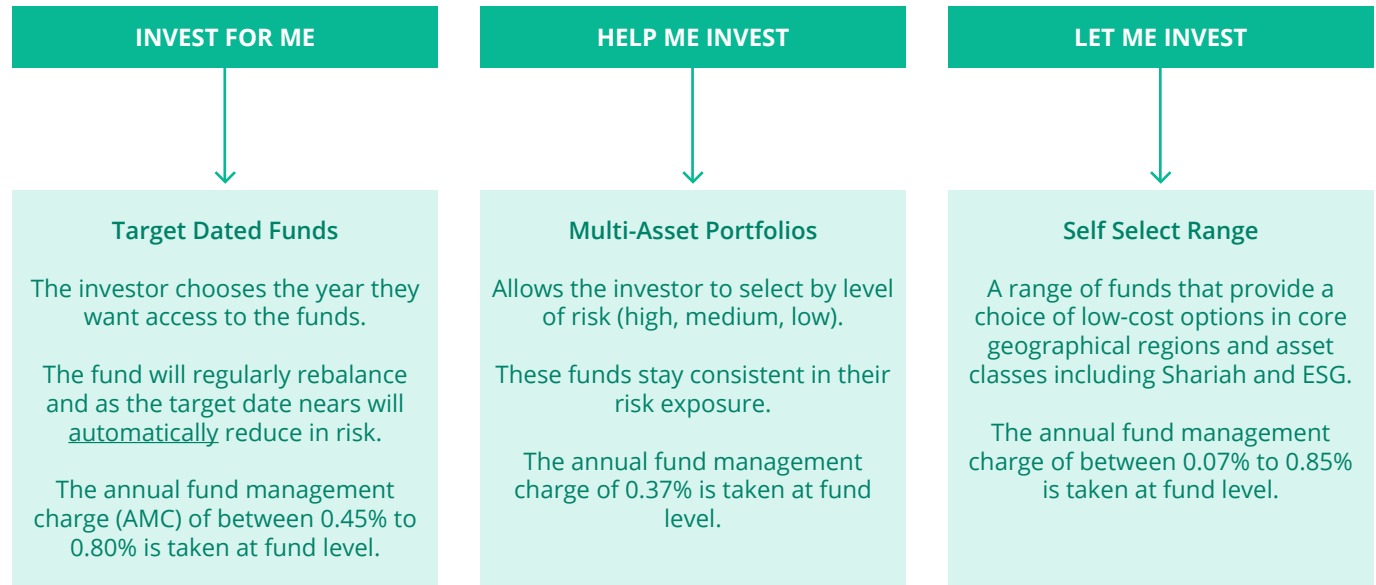 INVEST FOR ME
Target Dated Funds
The investor chooses the year they
want access to the funds.
The fund will regularly rebalance
and as the target date nears will
automatically reduce in risk.
The annual fund management
charge (AMC) of between 0.45% to
0.80% is taken at fund level.
HELP ME INVEST
Multi-Asset Portfolios
Allows the investor to select by level
of risk (high, medium, low).
These funds stay consistent in their
risk exposure.
The annual fund management
charge of 0.37% is taken at fund
level.
LET ME INVEST
Self Select Range
A range of funds that provide a
choice of low-cost options in core
geographical regions and asset
classes including Shariah and ESG.
The annual fund management
charge of between 0.07% to 0.85%
is taken at fund level.